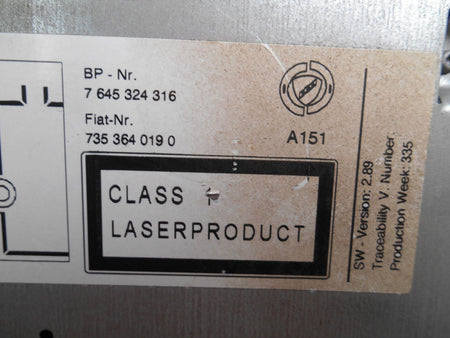 BP - Nr.
7 645 324 316
Fiat-Nr.
735 364 019 0
A151
CLASS 1
LASERPRODUCT
SW - Version: 2.89
Traceability V. Number.
Production Week: 335